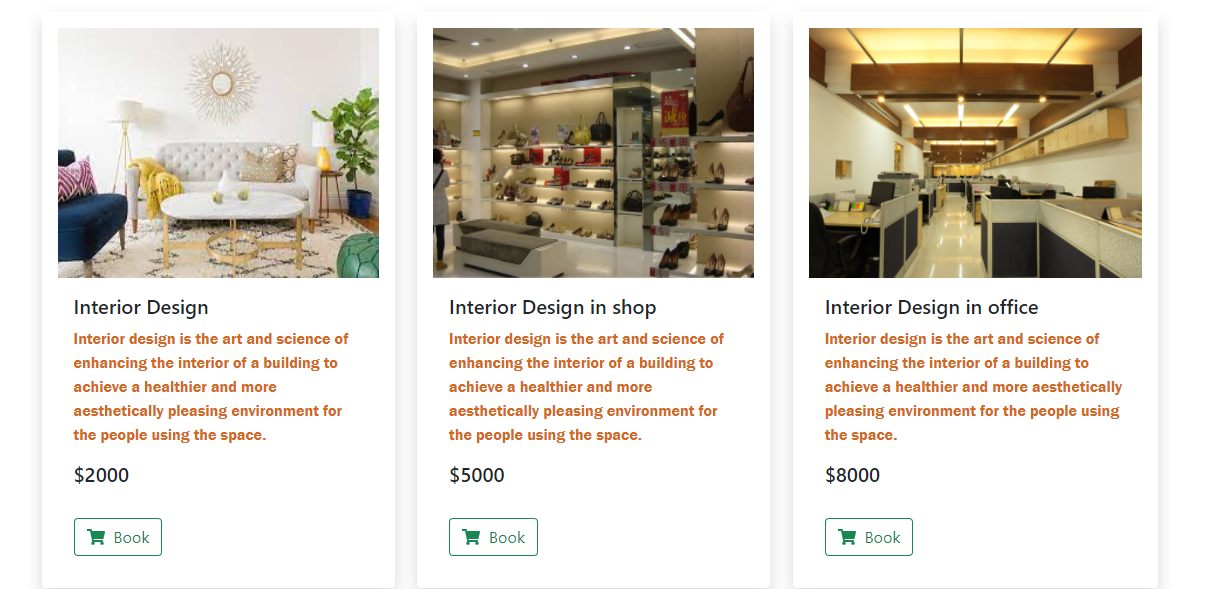 Interior Design
Interior design is the art and science of
enhancing the interior of a building to
achieve a healthier and more
aesthetically pleasing environment for
the people using the space.
$2000
Book
Interior Design in shop
Interior design is the art and science of
enhancing the interior of a building to
achieve a healthier and more
aesthetically pleasing environment for
the people using the space.
$5000
Book
Interior Design in office
Interior design is the art and science of
enhancing the interior of a building to
achieve a healthier and more aesthetically
pleasing environment for the people using
the space.
$8000
Book